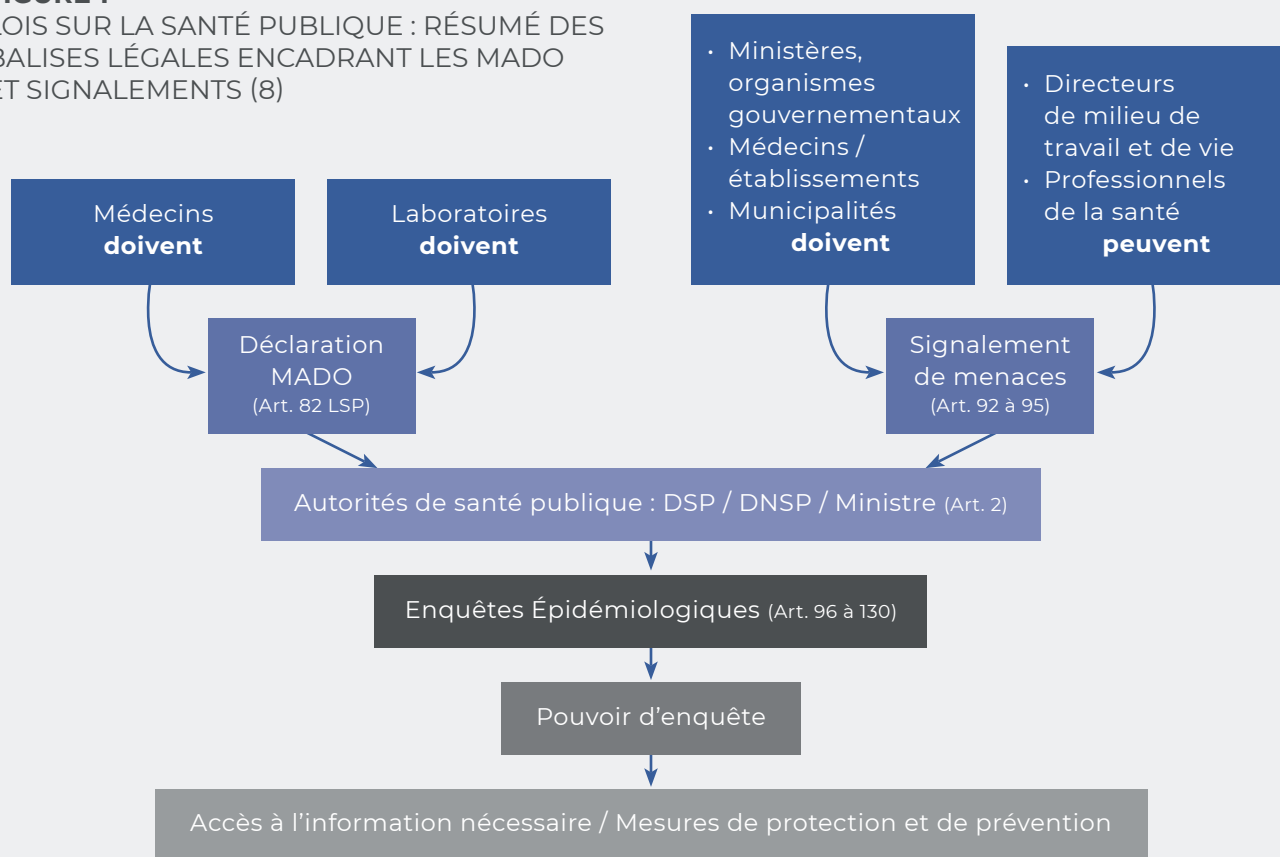 LOIS SUR LA SANTÉ PUBLIQUE : RÉSUMÉ DES
BALISES LÉGALES ENCADRANT LES MADO
ET SIGNALEMENTS (8)
Médecins
doivent
Laboratoires
doivent
• Ministères,
organismes
gouvernementaux
• Médecins /
établissements
• Municipalités
doivent
• Directeurs
de milieu de
travail et de vie
• Professionnels
de la santé
peuvent
Déclaration
MADO
(Art. 82 LSP)
Signalement
de menaces
(Art. 92 à 95)
Autorités de santé publique : DSP / DNSP / Ministre (Art. 2)
Enquêtes Épidémiologiques (Art. 96 à 130)
Pouvoir d’enquête
Accès à l’information nécessaire / Mesures de protection et de prévention